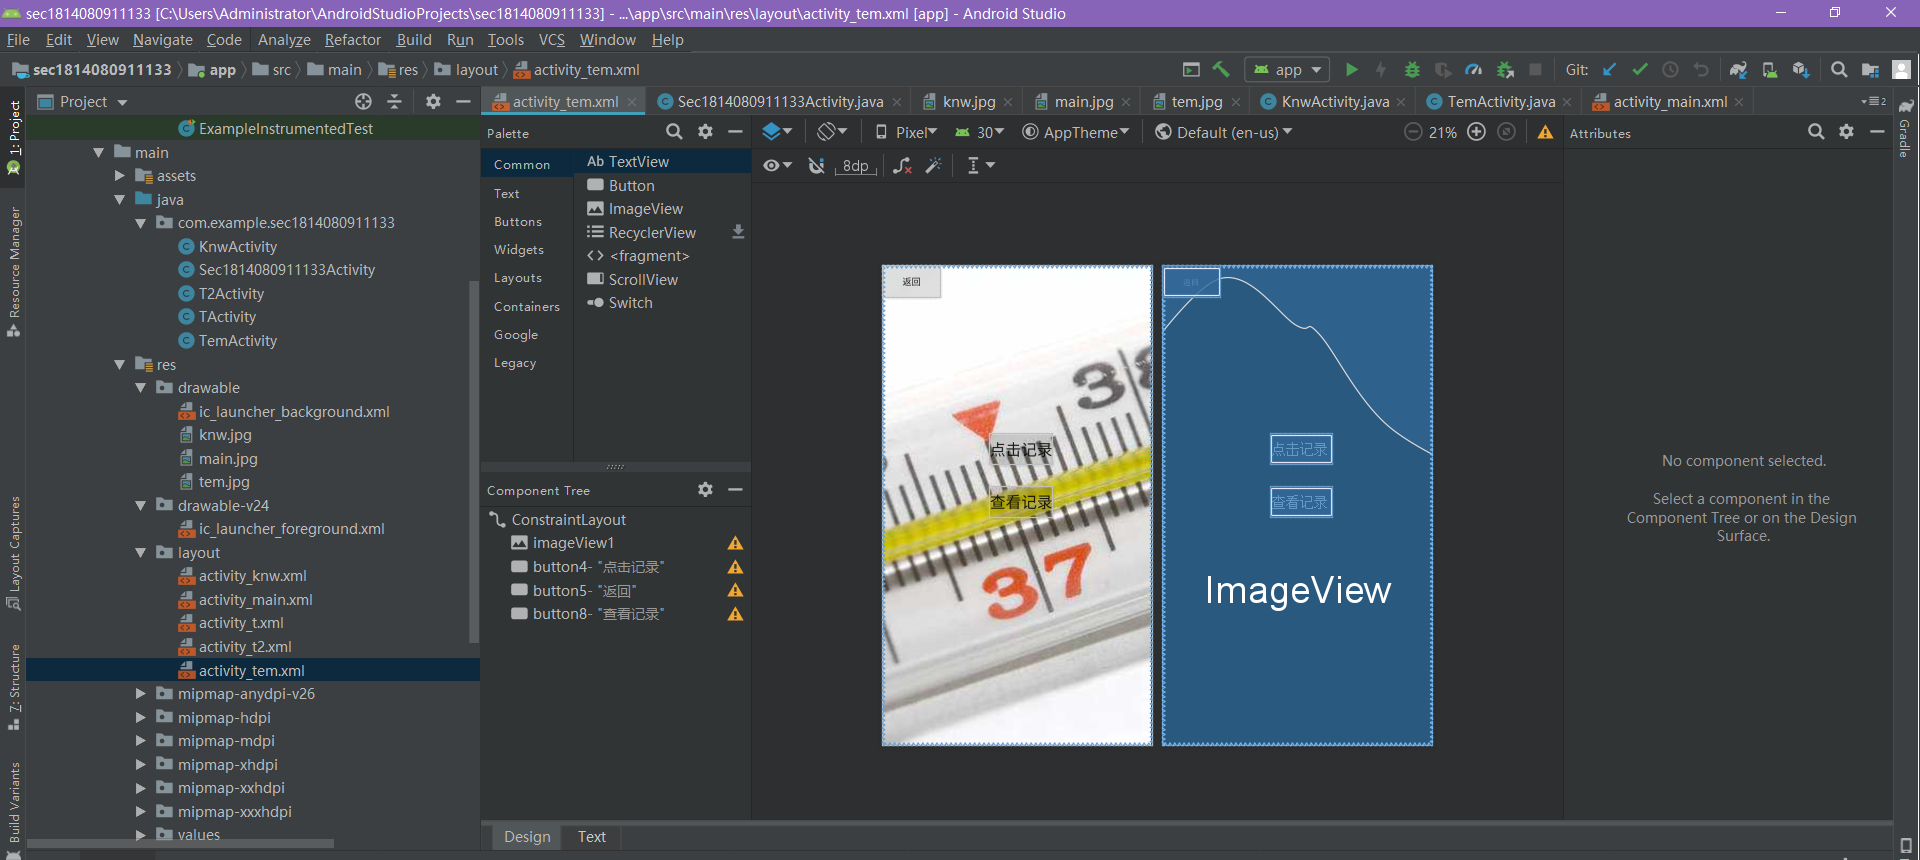 sec1814080911133 [C:\Users\Administrator\AndroidStudioProjects\sec1814080911133] - ...\app\src\main\res\layout\activity_tem.xml [app] - Android Studio
File Edit View Navigate Code Analyze Refactor Build Run Tools VCS Window Help
sec1814080911133 app src main res layout activity_tem.xml
app
Git:
1: Project
Resource Manager
Layout Captures
7: Structure
Build Variants
Project
ExampleInstrumentedTest
main
assets
java
com.example.sec1814080911133
KnwActivity
Sec1814080911133Activity
T2Activity
TActivity
TemActivity
res
drawable
ic_launcher_background.xml
knw.jpg
main.jpg
tem.jpg
drawable-v24
ic_launcher_foreground.xml
layout
activity_knw.xml
activity_main.xml
activity_t.xml
activity_t2.xml
activity_tem.xml
mipmap-anydpi-v26
mipmap-hdpi
mipmap-mdpi
mipmap-xhdpi
mipmap-xxhdpi
mipmap-xxxhdpi
values
activity_tem.xml Sec1814080911133Activity.java knw.jpg main.jpg tem.jpg KnwActivity.java TemActivity.java activity_main.xml
2
Palette
Common
Text
Buttons
Widgets
Layouts
Containers
Google
Legacy
Ab TextView
Button
ImageView
RecyclerView
<fragment>
ScrollView
Switch
Component Tree
ConstraintLayout
imageView1
button4- "点击记录"
button5- "返回"
button8- "查看记录"
Pixel 30 AppTheme Default (en-us) 21%
8dp
返回
38
点击记录
查看记录
37
返回
点击记录
查看记录
ImageView
Design Text
Attributes
No component selected.
Select a component in the
Component Tree or on the Design
Surface.
Gradle